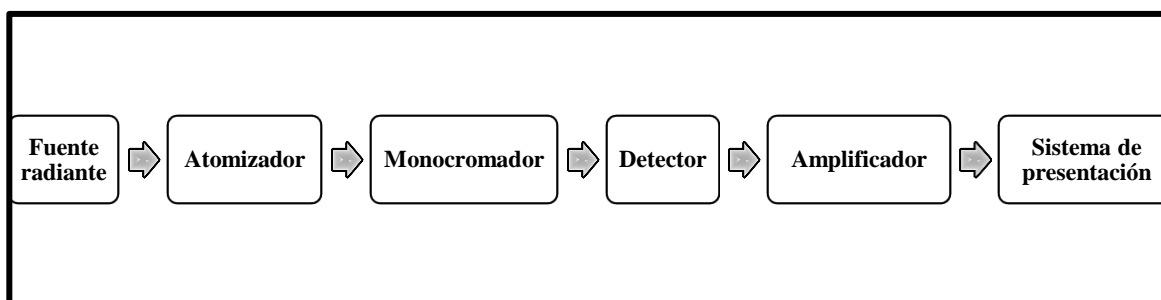 Fuente
radiante
Atomizador
Monocromador
Detector
Amplificador
Sistema de
presentación